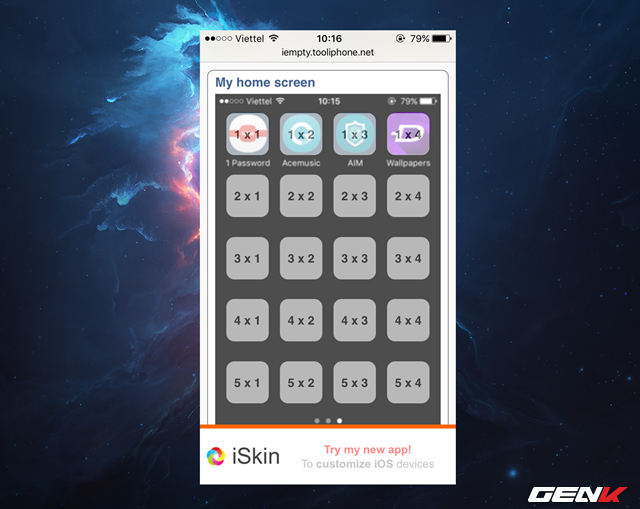 Viettel 10:16 79%
iempty.tooliphone.net
My home screen
Viettel 10:15 79%
1 x 1 1 x 2 1 x 3 1 x 4
1 Password Acemusic AIM Wallpapers
2 x 1 2 x 2 2 x 3 2 x 4
3 x 1 3 x 2 3 x 3 3 x 4
4 x 1 4 x 2 4 x 3 4 x 4
5 x 1 5 x 2 5 x 3 5 x 4
iSkin
Try my new app!
To customize iOS devices
GENK